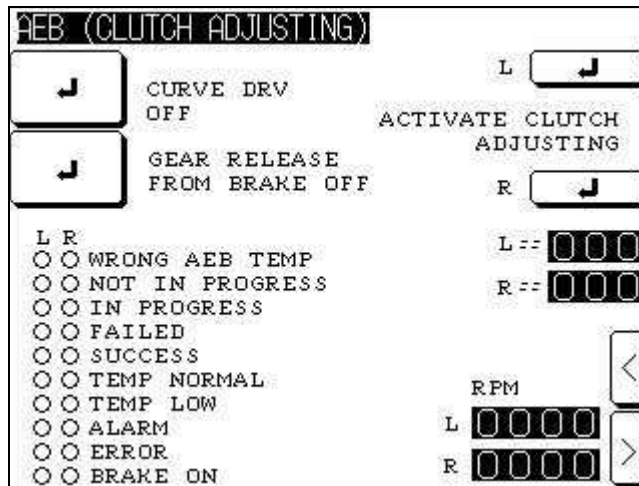 AEB (CLUTCH ADJUSTING)
CURVE DRV
OFF
GEAR RELEASE
FROM BRAKE OFF
L
ACTIVATE CLUTCH
ADJUSTING
R
L R
WRONG AEB TEMP
NOT IN PROGRESS
IN PROGRESS
FAILED
SUCCESS
TEMP NORMAL
TEMP LOW
ALARM
ERROR
BRAKE ON
L== 000
R== 000
RPM
L 0000
R 0000
<
>